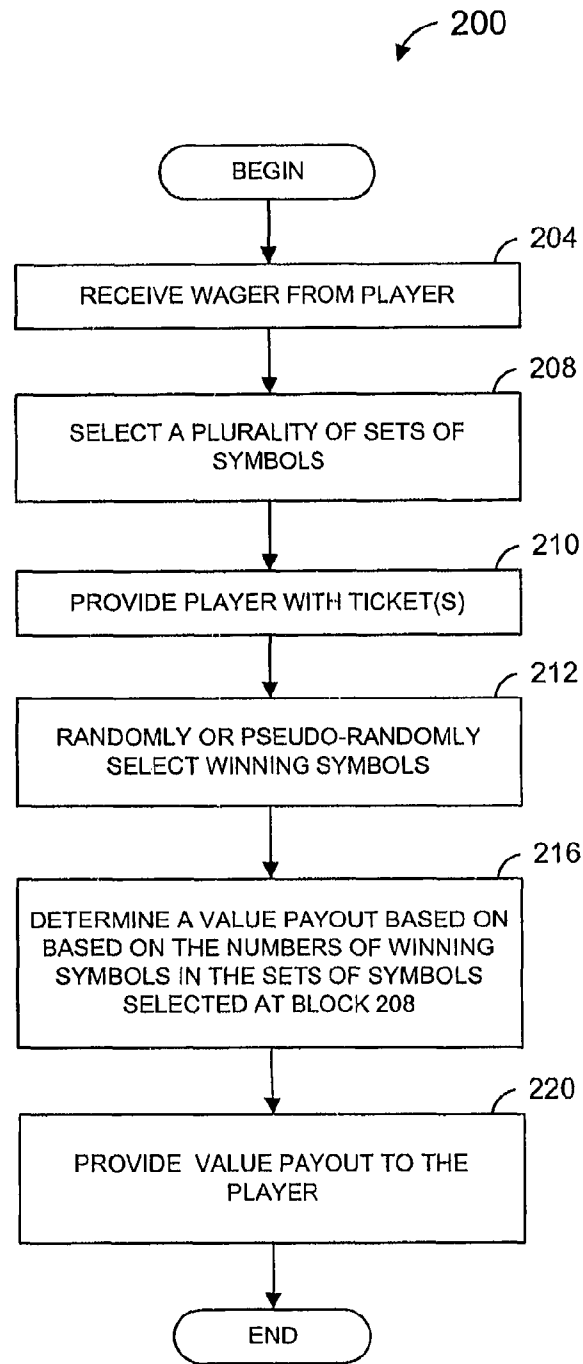 200
BEGIN
204
RECEIVE WAGER FROM PLAYER
208
SELECT A PLURALITY OF SETS OF
SYMBOLS
210
PROVIDE PLAYER WITH TICKET(S)
212
RANDOMLY OR PSEUDO-RANDOMLY
SELECT WINNING SYMBOLS
216
DETERMINE A VALUE PAYOUT BASED ON
BASED ON THE NUMBERS OF WINNING
SYMBOLS IN THE SETS OF SYMBOLS
SELECTED AT BLOCK 208
220
PROVIDE VALUE PAYOUT TO THE
PLAYER
END